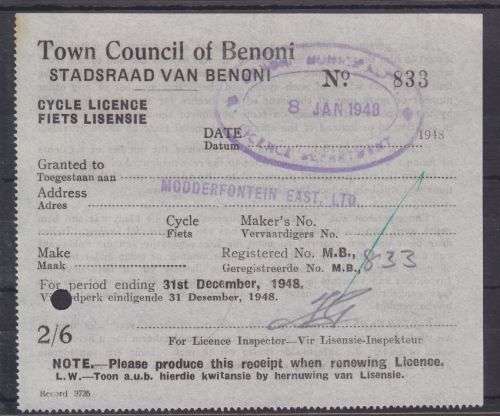 Town Council of Benoni
STADSRAAD VAN BENONI
No. 833
CYCLE LICENCE
FIETS LISENSIE
8 JAN 1948
LICENCE DEPARTMENT
DATE 1948
Datum
Granted to
Toegestaan aan
Address
Adres
MODDERFONTEIN EAST, LTD.
Cycle Maker's No.
Fiets Vervaardigers No.
Make Registered No. M.B., 833
Maak Geregistreerde No. M.B.,
For period ending 31st December, 1948.
eindigende 31 Desember, 1948.
2/6
For Licence Inspector—Vir Lisensie-Inspekteur
NOTE.—Please produce this receipt when renewing Licence.
L.W.—Toon a.u.b. hierdie kwitansie by hernuwing van Lisensie.
Record 9735